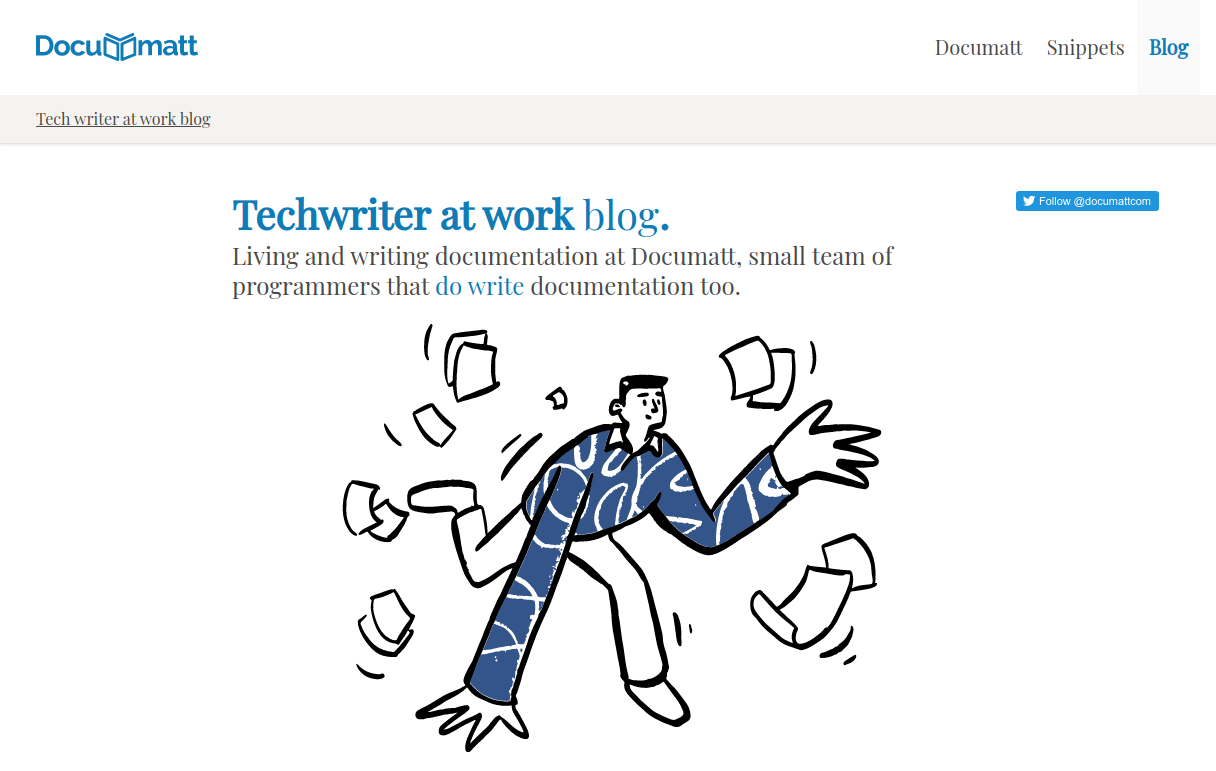 Documatt
Documatt Snippets Blog
Tech writer at work blog
Techwriter at work blog.
Follow @documattcom
Living and writing documentation at Documatt, small team of
programmers that do write documentation too.